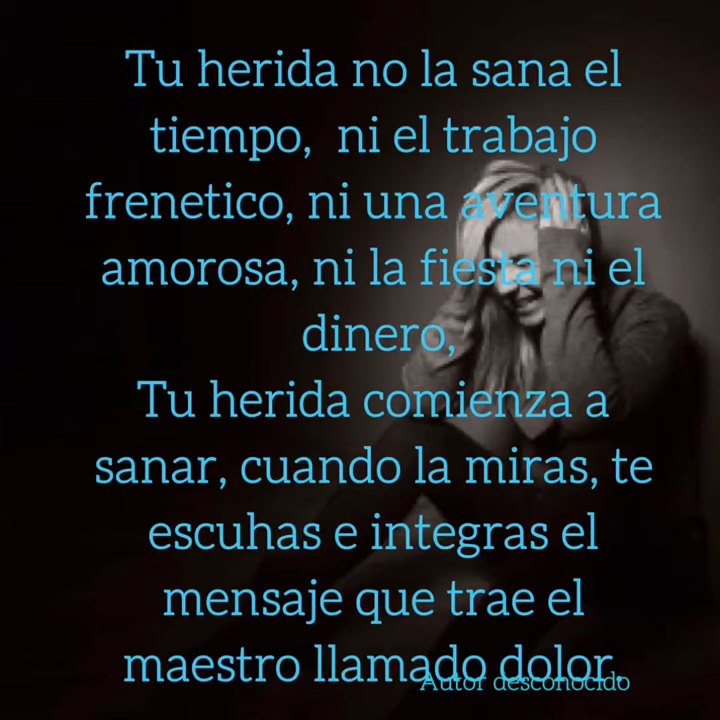 Tu herida no la sana el
tiempo, ni el trabajo
frenetico, ni una aventura
amorosa, ni la fiesta ni el
dinero,
Tu herida comienza a
sanar, cuando la miras, te
escuhas e integras el
mensaje que trae el
maestro llamado dolor.
Autor desconocido